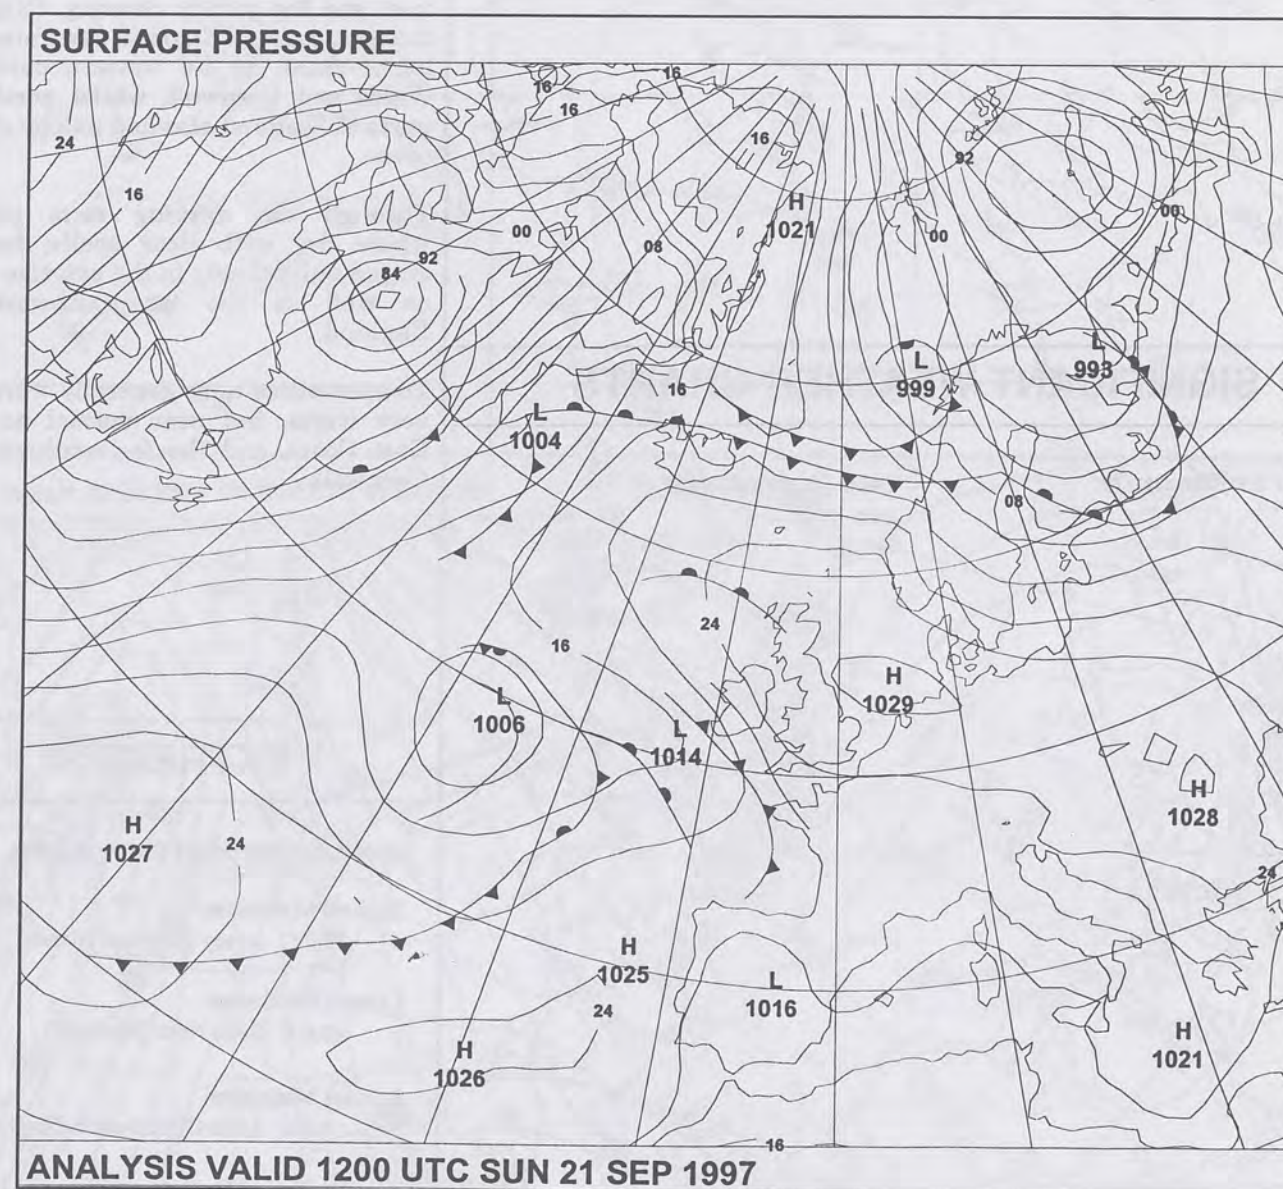 SURFACE PRESSURE
16
16
16
24
16
16
92
H
1021
00
00
00
08
92
84
L
999
L
993
16
L
1004
08
24
16
H
1029
L
1006
L
1014
H
1028
H
1027
24
24
H
1025
L
1016
24
H
1026
H
1021
16
ANALYSIS VALID 1200 UTC SUN 21 SEP 1997